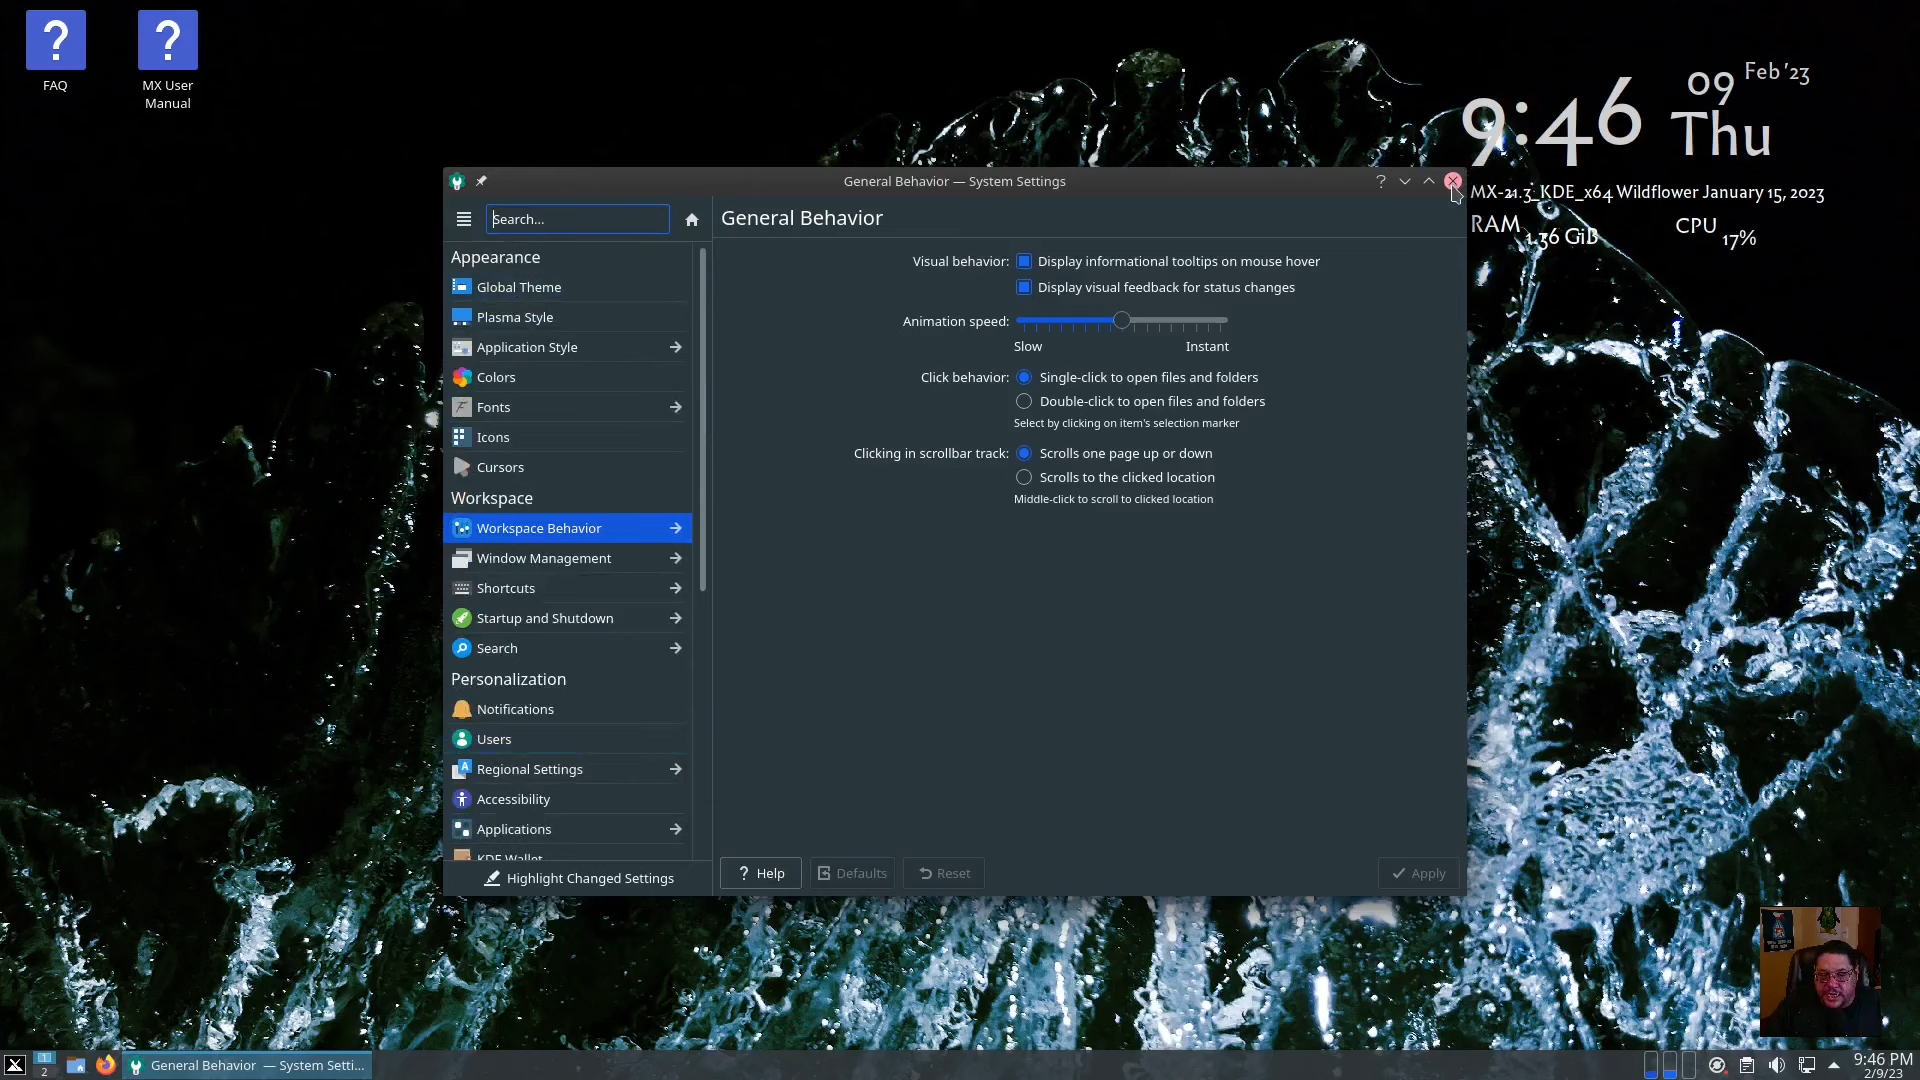 FAQ
MX User
Manual
9:46
09
Feb '23
Thu
MX-21.3_KDE_x64 Wildflower January 15, 2023
RAM 1.36 GiB
CPU 17%
General Behavior — System Settings
Search...
General Behavior
Appearance
Global Theme
Plasma Style
Application Style
Colors
Fonts
Icons
Cursors
Workspace
Workspace Behavior
Window Management
Shortcuts
Startup and Shutdown
Search
Personalization
Notifications
Users
Regional Settings
Accessibility
Applications
KDE Wallet
Highlight Changed Settings
Visual behavior:
Display informational tooltips on mouse hover
Display visual feedback for status changes
Animation speed:
Slow
Instant
Click behavior:
Single-click to open files and folders
Double-click to open files and folders
Select by clicking on item's selection marker
Clicking in scrollbar track:
Scrolls one page up or down
Scrolls to the clicked location
Middle-click to scroll to clicked location
? Help
Defaults
Reset
Apply
1
2
General Behavior — System Setti...
9:46 PM
2/9/23